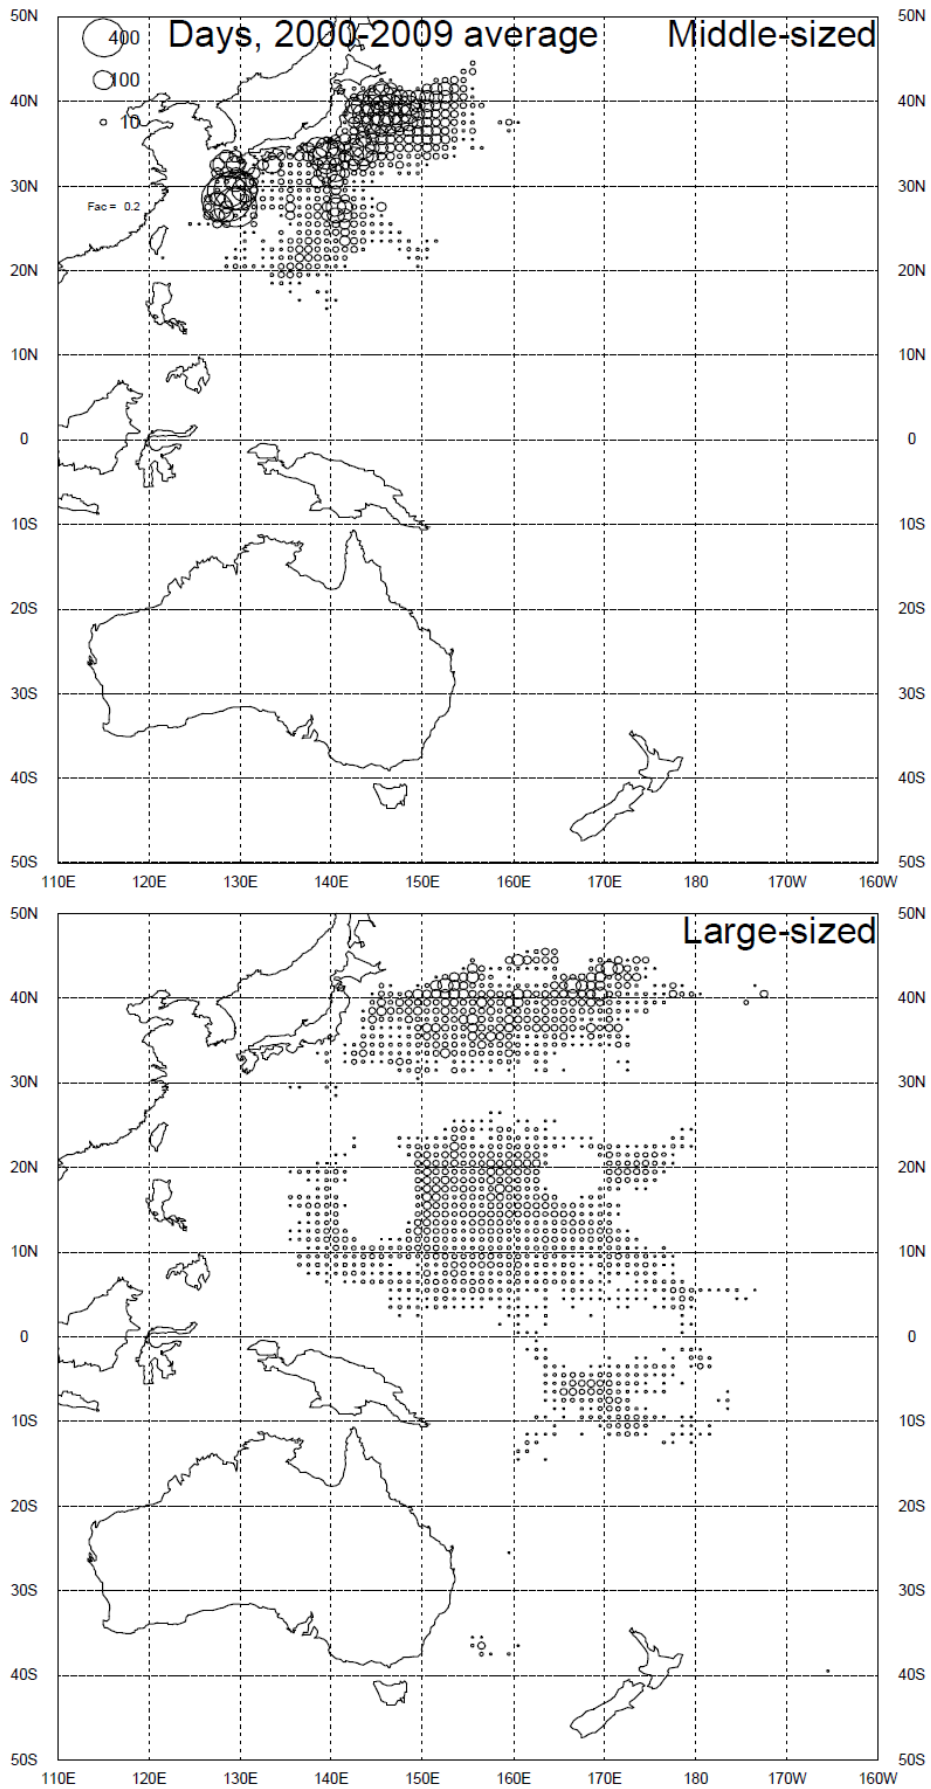 50N 50N
400 Days, 2000-2009 average Middle-sized
100
40N 40N
10
30N 30N
Fac = 0.2
20N 20N
10N 10N
0 0
10S 10S
20S 20S
30S 30S
40S 40S
50S 50S
110E 120E 130E 140E 150E 160E 170E 180 170W 160W
50N 50N
Large-sized
40N 40N
30N 30N
20N 20N
10N 10N
0 0
10S 10S
20S 20S
30S 30S
40S 40S
50S 50S
110E 120E 130E 140E 150E 160E 170E 180 170W 160W